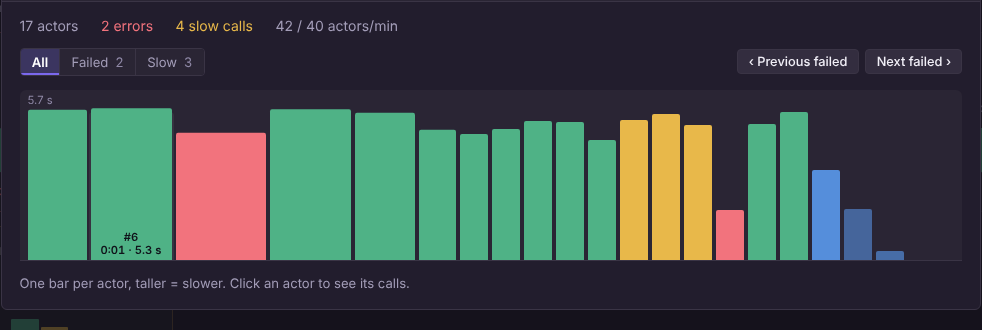 17 actors 2 errors 4 slow calls 42 / 40 actors/min
All Failed 2 Slow 3 ‹ Previous failed Next failed ›
5.7 s
#6
0:01 · 5.3 s
One bar per actor, taller = slower. Click an actor to see its calls.